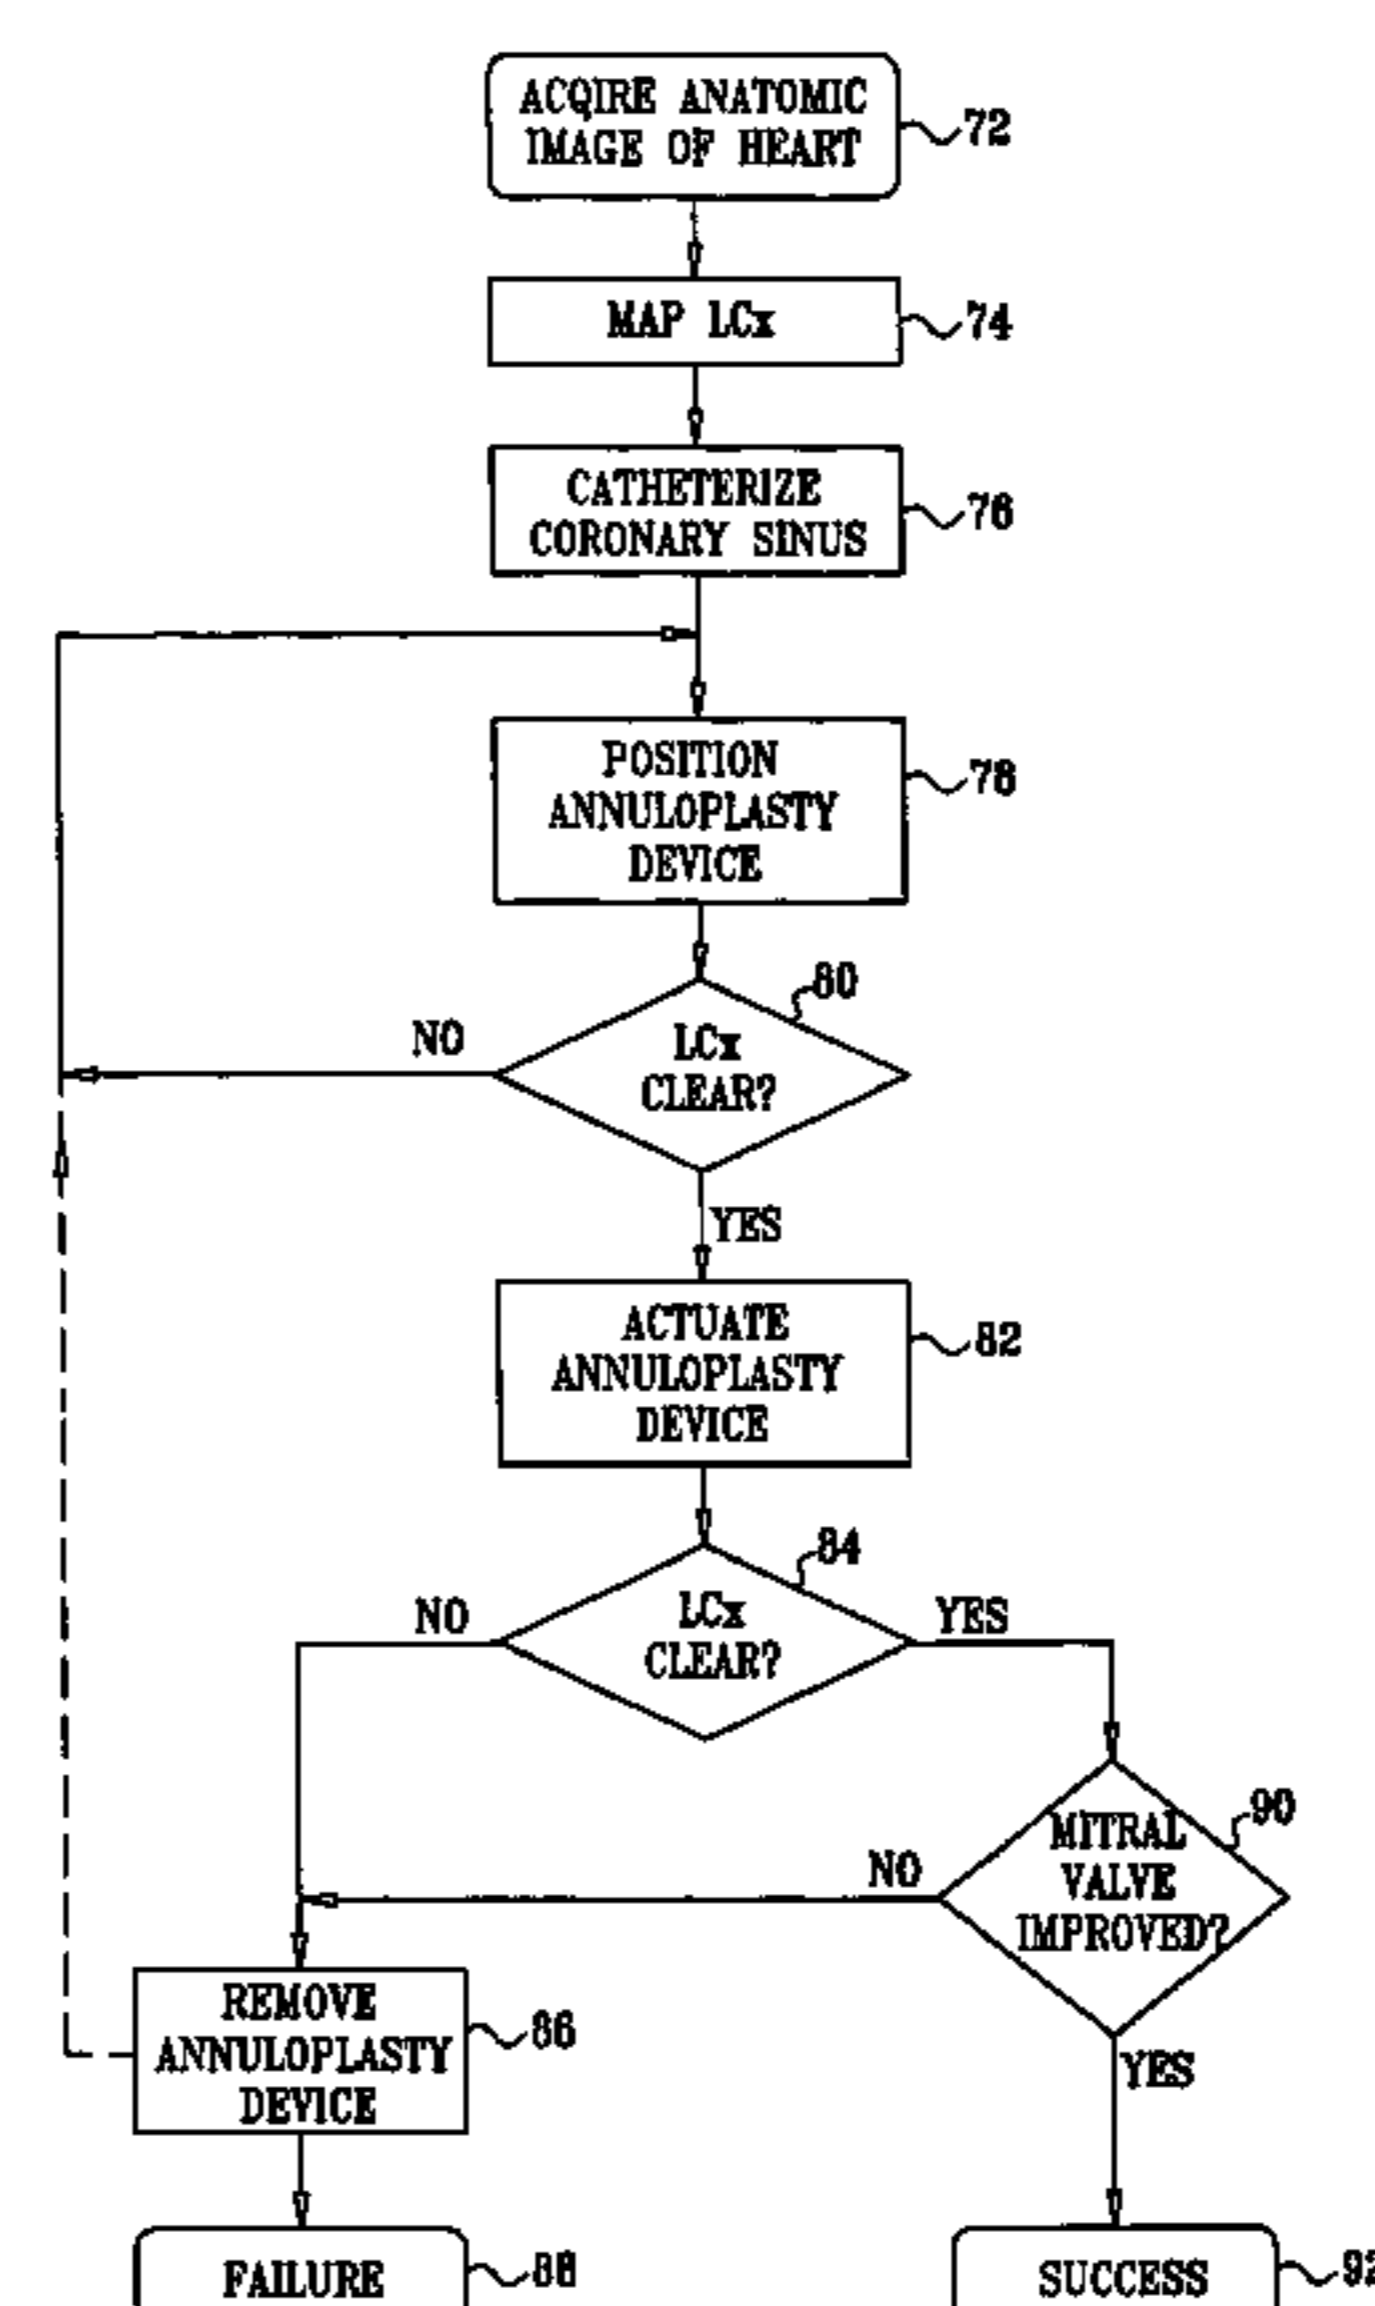 ACQIRE ANATOMIC
IMAGE OF HEART
72
MAP LCx
74
CATHETERIZE
CORONARY SINUS
76
POSITION
ANNULOPLASTY
DEVICE
78
80
LCx
CLEAR?
NO
YES
ACTUATE
ANNULOPLASTY
DEVICE
82
84
LCx
CLEAR?
NO
YES
90
MITRAL
VALVE
IMPROVED?
NO
YES
REMOVE
ANNULOPLASTY
DEVICE
86
FAILURE
88
SUCCESS
92